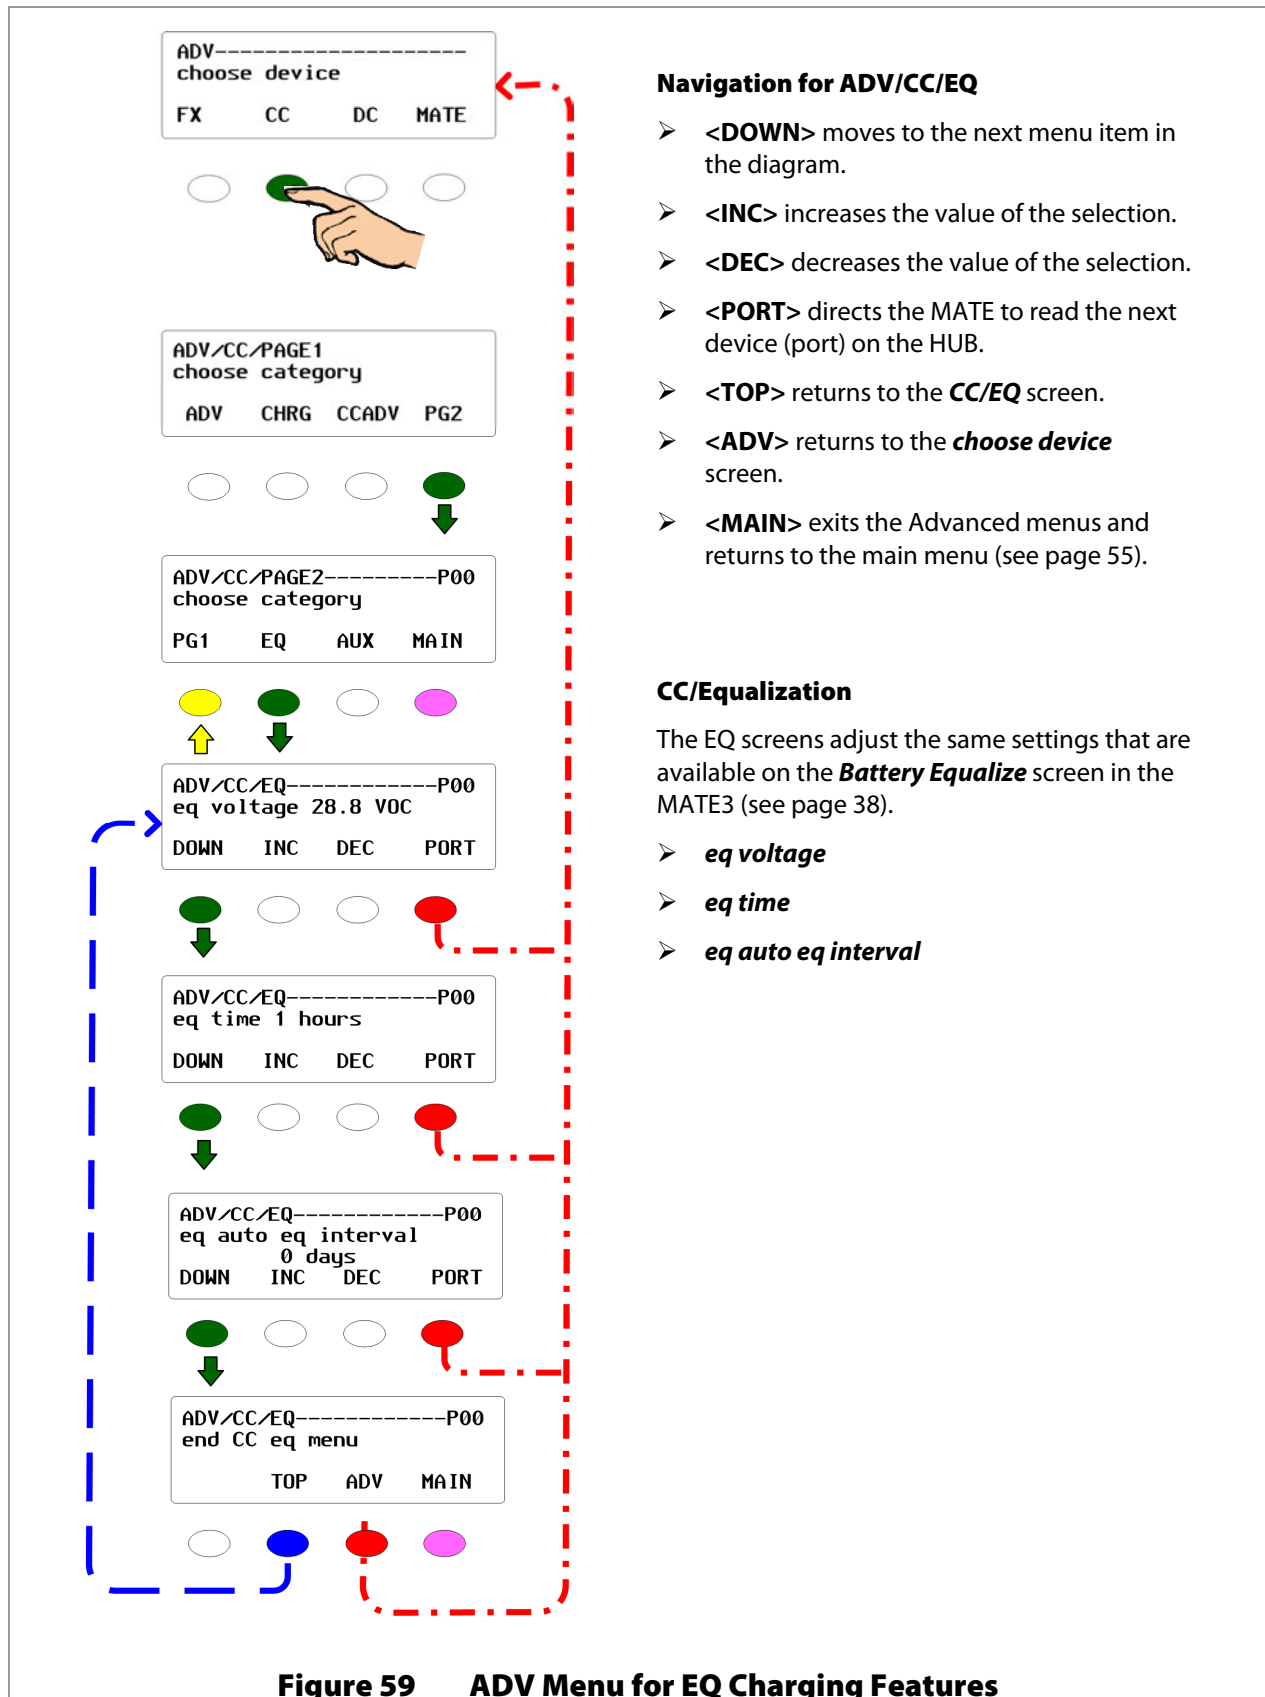 ADV--------------------
choose device
FX CC DC MATE
ADV/CC/PAGE1
choose category
ADV CHRG CCADV PG2
ADV/CC/PAGE2---------P00
choose category
PG1 EQ AUX MAIN
ADV/CC/EQ------------P00
eq voltage 28.8 VOC
DOWN INC DEC PORT
ADV/CC/EQ------------P00
eq time 1 hours
DOWN INC DEC PORT
ADV/CC/EQ------------P00
eq auto eq interval
0 days
DOWN INC DEC PORT
ADV/CC/EQ------------P00
end CC eq menu
TOP ADV MAIN
Navigation for ADV/CC/EQ
➢ <DOWN> moves to the next menu item in
the diagram.
➢ <INC> increases the value of the selection.
➢ <DEC> decreases the value of the selection.
➢ <PORT> directs the MATE to read the next
device (port) on the HUB.
➢ <TOP> returns to the CC/EQ screen.
➢ <ADV> returns to the choose device
screen.
➢ <MAIN> exits the Advanced menus and
returns to the main menu (see page 55).
CC/Equalization
The EQ screens adjust the same settings that are
available on the Battery Equalize screen in the
MATE3 (see page 38).
➢ eq voltage
➢ eq time
➢ eq auto eq interval
Figure 59 ADV Menu for EQ Charging Features